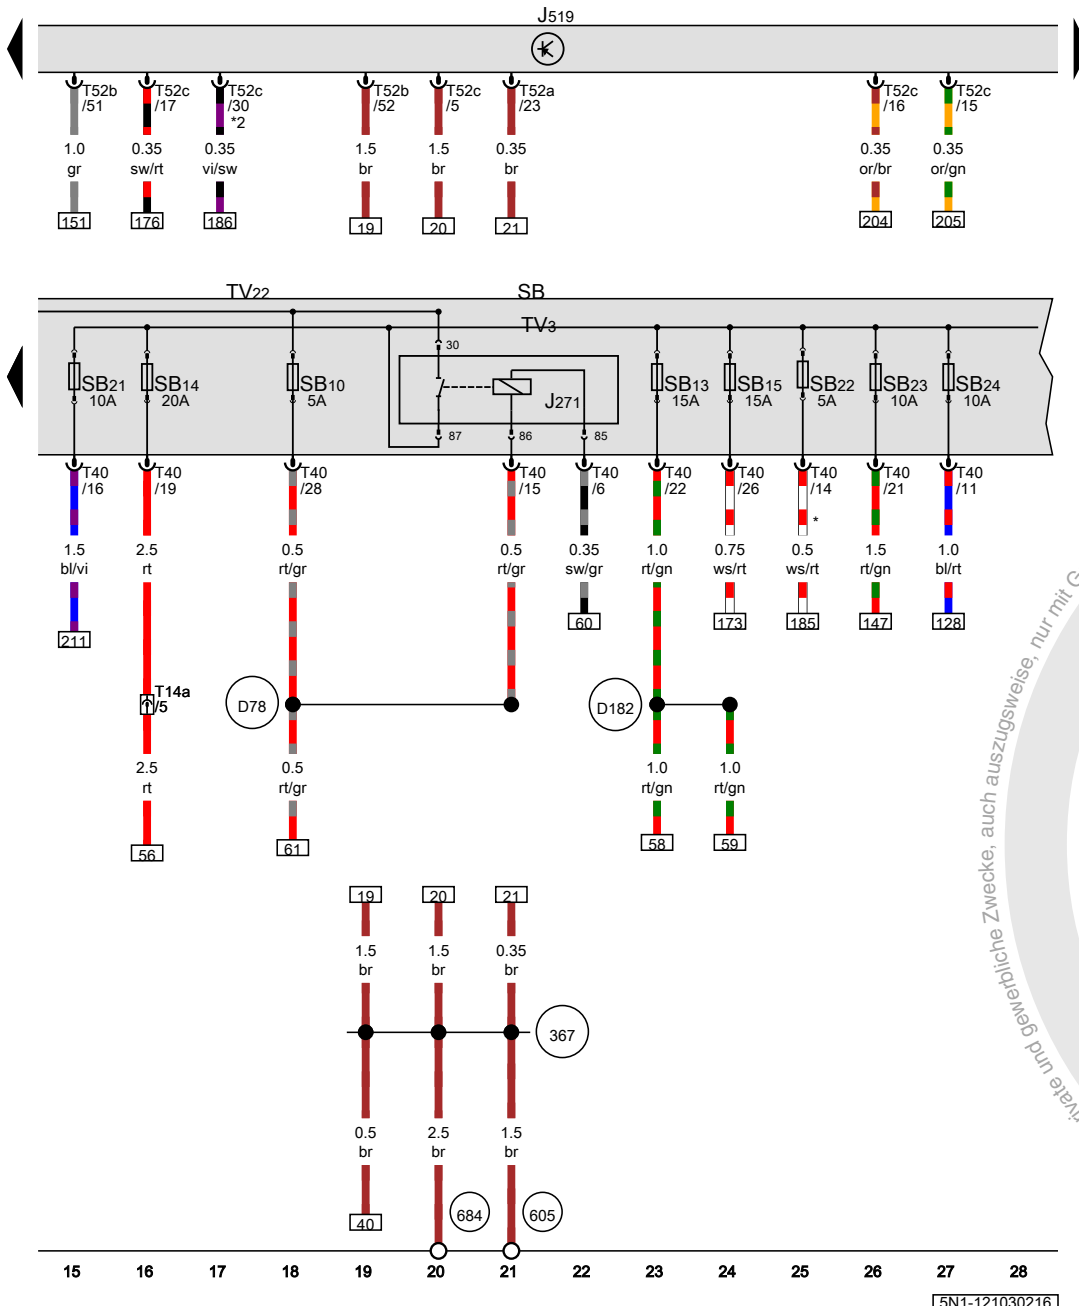 J519
T52b T52c T52c T52b T52c T52a T52c T52c
/51 /17 /30 /52 /5 /23 /16 /15
*2
1.0 0.35 0.35 1.5 1.5 0.35 0.35 0.35
gr sw/rt vi/sw br br br or/br or/gn
151 176 186 19 20 21 204 205
TV22 SB
TV3
30
SB21 SB14 SB10 J271 SB13 SB15 SB22 SB23 SB24
10A 20A 5A 15A 15A 5A 10A 10A
87 86 85
T40 T40 T40 T40 T40 T40 T40 T40 T40 T40
/16 /19 /28 /15 /6 /22 /26 /14 /21 /11
*
1.5 2.5 0.5 0.5 0.35 1.0 0.75 0.5 1.5 1.0
bl/vi rt rt/gr rt/gr sw/gr rt/gn ws/rt ws/rt rt/gn bl/rt
211 60 173 185 147 128
T14a
/5
D78 D182
2.5 0.5 1.0 1.0
rt rt/gr rt/gn rt/gn
56 61 58 59
19 20 21
1.5 1.5 0.35
br br br
367
0.5 2.5 1.5
br br br
40 684 605
15 16 17 18 19 20 21 22 23 24 25 26 27 28
5N1-121030216
rivate und gewerbliche Zwecke, auch auszugsweise, nur mit G